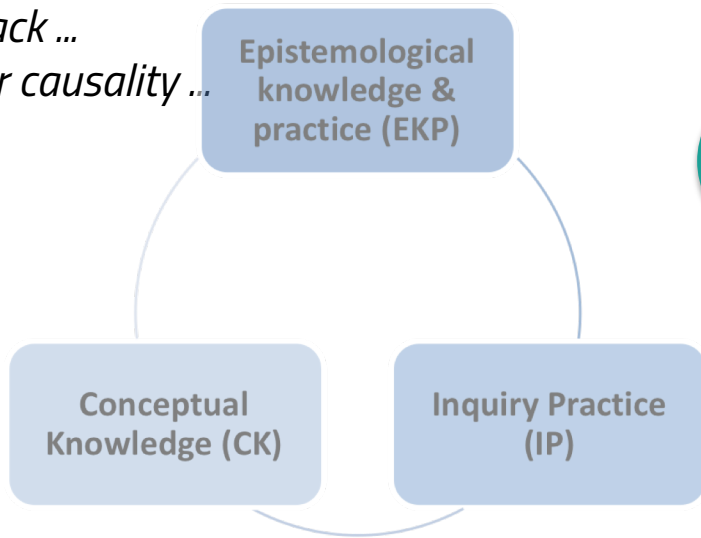 ack ...
r causality ...
Epistemological
knowledge &
practice (EKP)
Conceptual
Knowledge (CK)
Inquiry Practice
(IP)